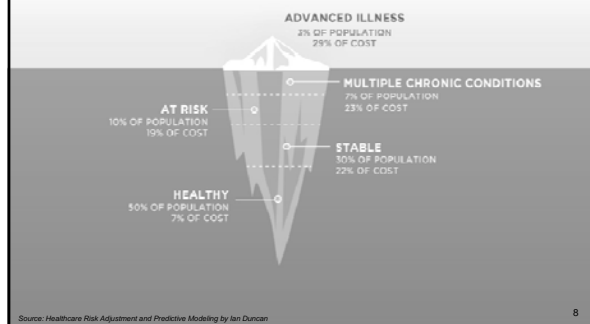 ADVANCED ILLNESS
3% OF POPULATION
29% OF COST
MULTIPLE CHRONIC CONDITIONS
7% OF POPULATION
23% OF COST
AT RISK
10% OF POPULATION
19% OF COST
STABLE
30% OF POPULATION
22% OF COST
HEALTHY
50% OF POPULATION
7% OF COST
Source: Healthcare Risk Adjustment and Predictive Modeling by Ian Duncan
8